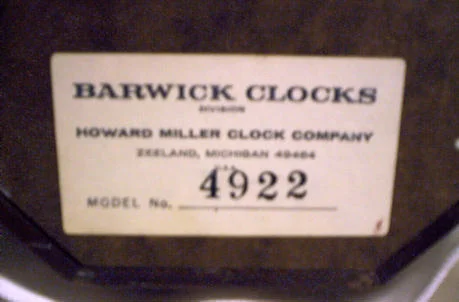 BARWICK CLOCKS
DIVISION
HOWARD MILLER CLOCK COMPANY
ZEELAND, MICHIGAN 49464
MODEL No. 4922